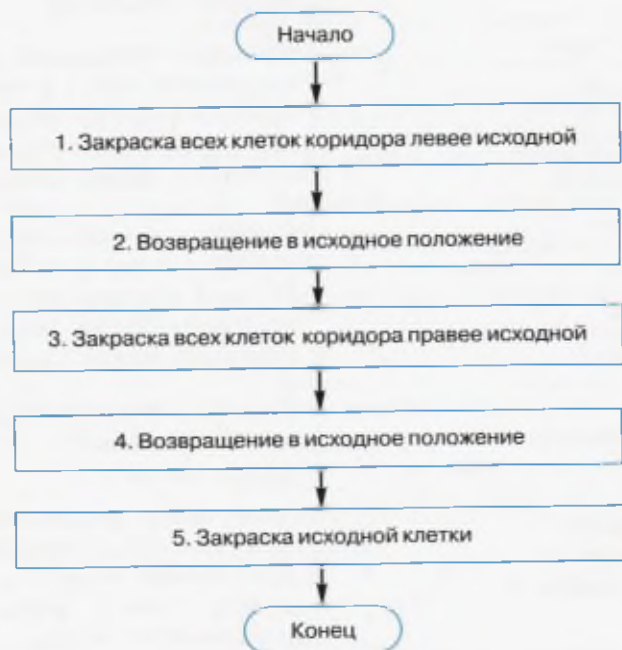 Начало
1. Закраска всех клеток коридора левее исходной
2. Возвращение в исходное положение
3. Закраска всех клеток коридора правее исходной
4. Возвращение в исходное положение
5. Закраска исходной клетки
Конец